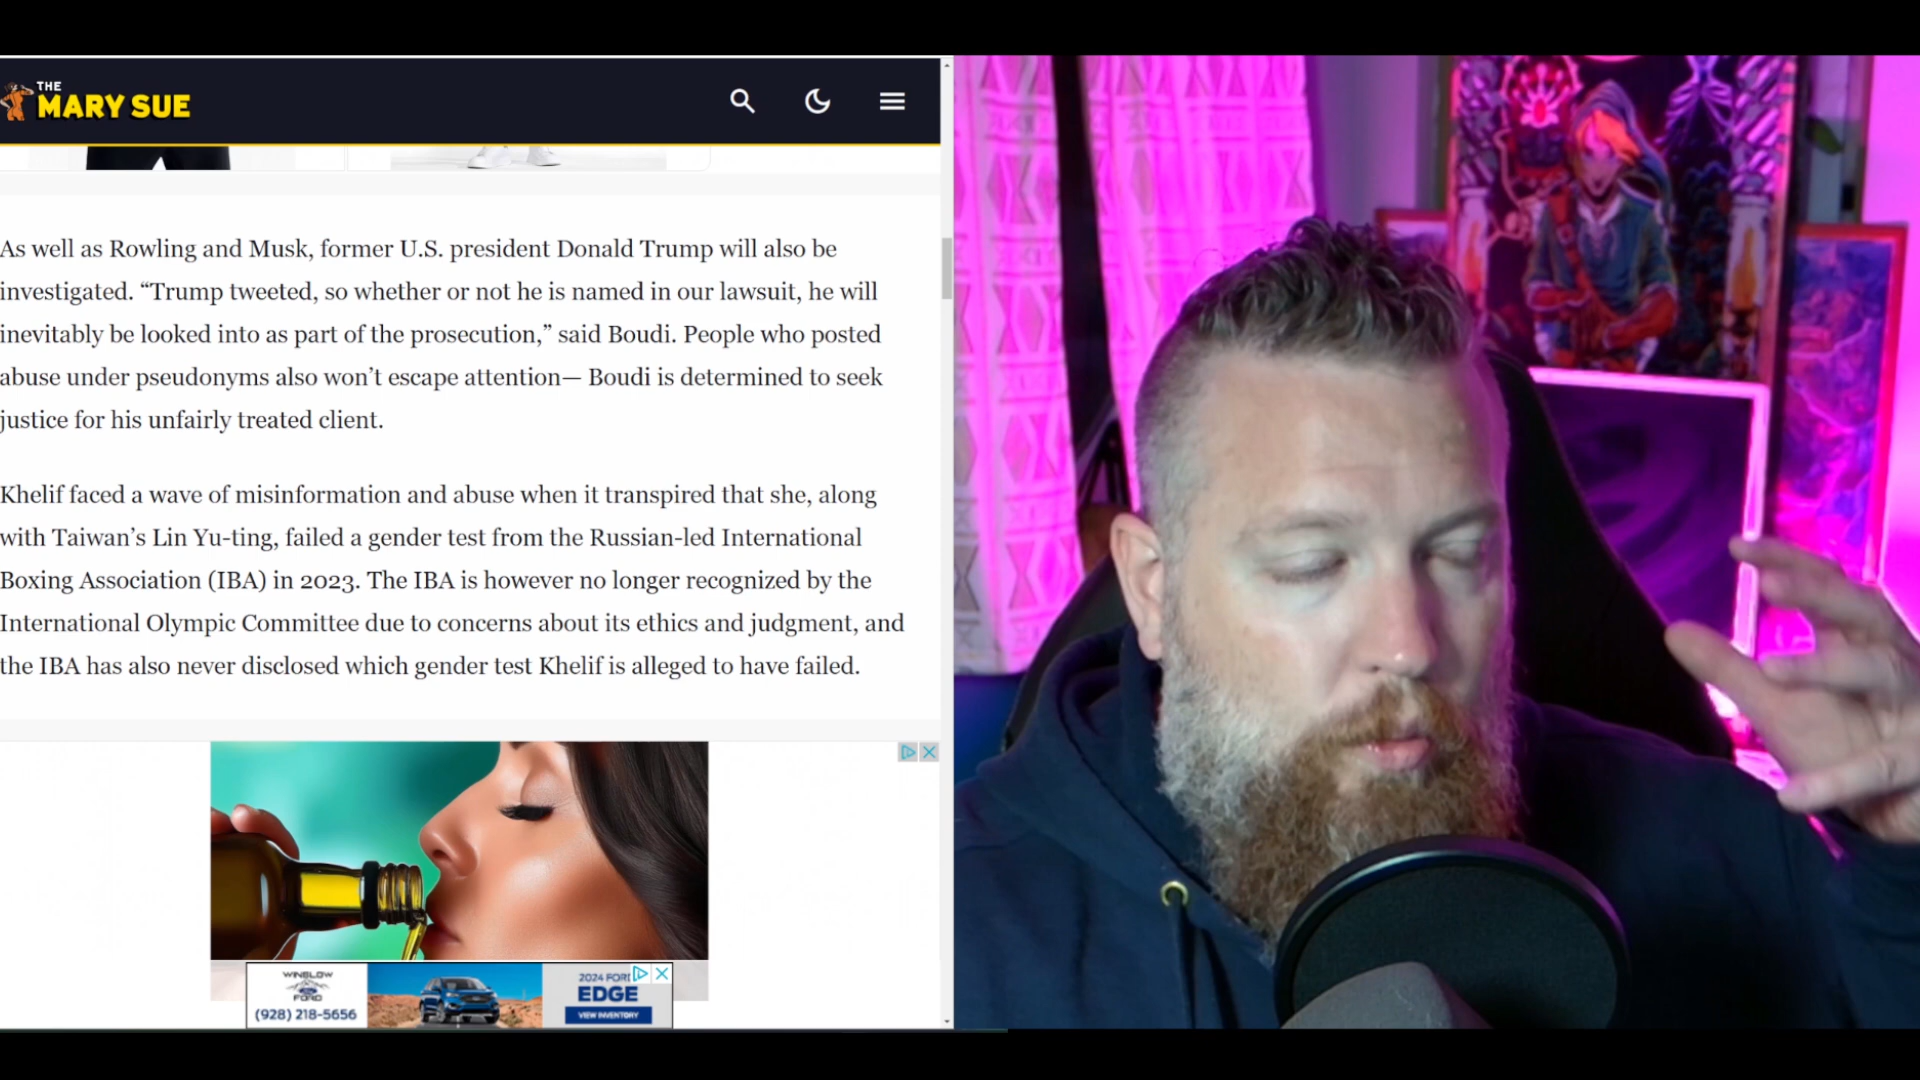 THE
MARY SUE
As well as Rowling and Musk, former U.S. president Donald Trump will also be
investigated. “Trump tweeted, so whether or not he is named in our lawsuit, he will
inevitably be looked into as part of the prosecution,” said Boudi. People who posted
abuse under pseudonyms also won’t escape attention— Boudi is determined to seek
justice for his unfairly treated client.
Khelif faced a wave of misinformation and abuse when it transpired that she, along
with Taiwan’s Lin Yu-ting, failed a gender test from the Russian-led International
Boxing Association (IBA) in 2023. The IBA is however no longer recognized by the
International Olympic Committee due to concerns about its ethics and judgment, and
the IBA has also never disclosed which gender test Khelif is alleged to have failed.
WINSLOW
FORD
(928) 218-5656
2024 FORD
EDGE
VIEW INVENTORY